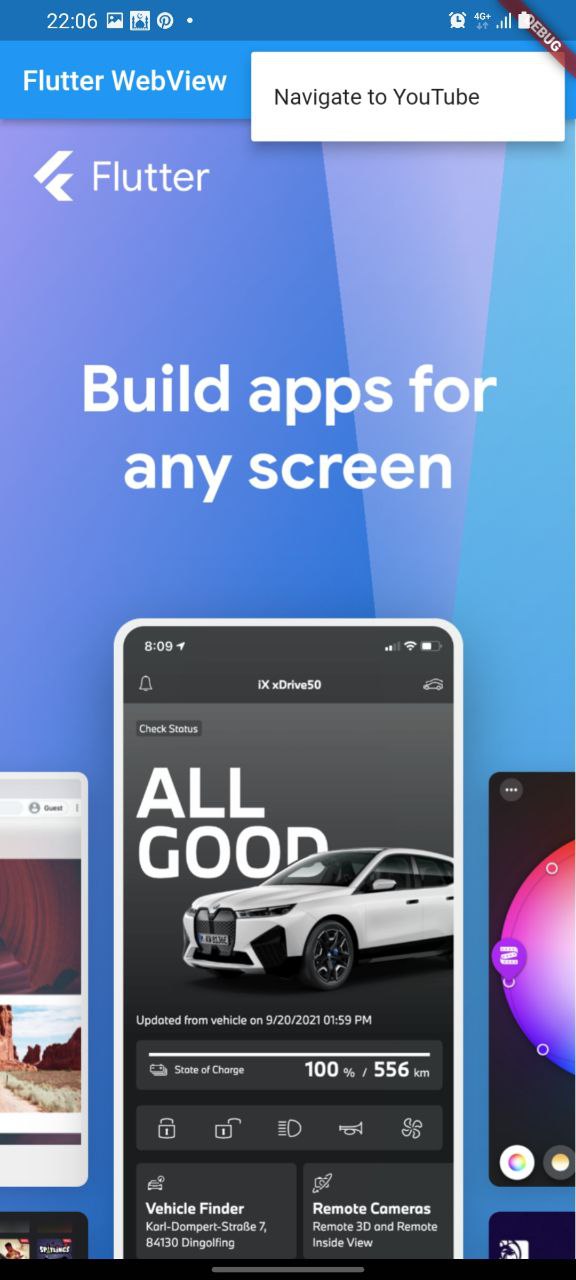 22:06
4G+
DEBUG
Flutter WebView
Navigate to YouTube
Flutter
Build apps for
any screen
8:09
iX xDrive50
Check Status
ALL
GOOD
Updated from vehicle on 9/20/2021 01:59 PM
State of Charge
100 % / 556 km
Guest
Vehicle Finder
Karl-Dompert-Straße 7,
84130 Dingolfing
Remote Cameras
Remote 3D and Remote
Inside View